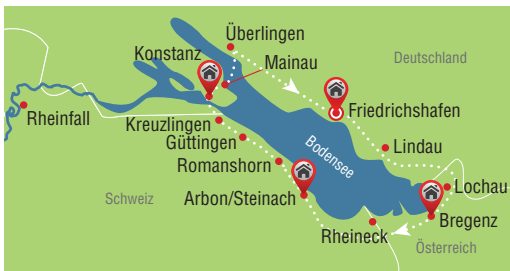 Überlingen
Konstanz
Mainau
Deutschland
Friedrichshafen
Rheinfall
Kreuzlingen
Güttingen
Bodensee
Lindau
Romanshorn
Schweiz
Arbon/Steinach
Lochau
Bregenz
Rheineck
Österreich